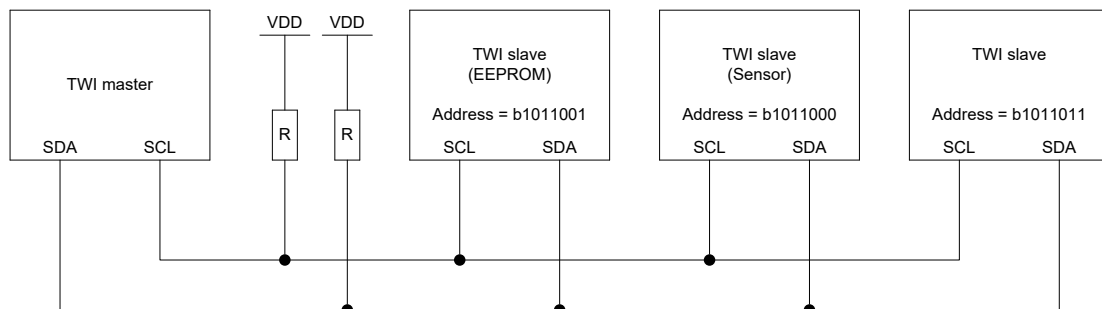 TWI master
SDA SCL
VDD VDD
R R
TWI slave
(EEPROM)
Address = b1011001
SCL SDA
TWI slave
(Sensor)
Address = b1011000
SCL SDA
TWI slave
Address = b1011011
SCL SDA